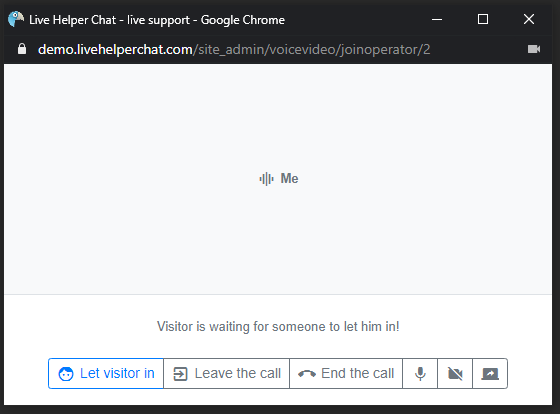 Live Helper Chat - live support - Google Chrome
demo.livehelperchat.com/site_admin/voicevideo/joinoperator/2
Me
Visitor is waiting for someone to let him in!
Let visitor in Leave the call End the call